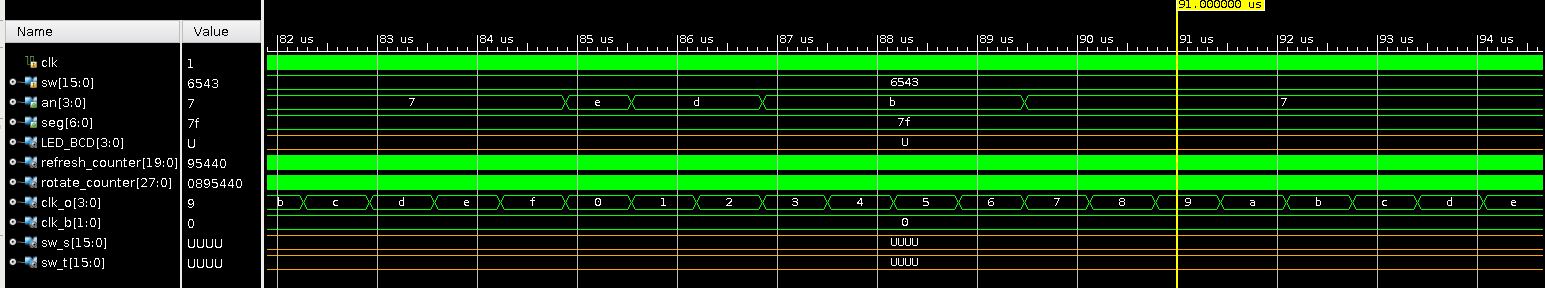 91.000000 us
Name Value
82 us 83 us 84 us 85 us 86 us 87 us 88 us 89 us 90 us 91 us 92 us 93 us 94 us
clk 1
sw[15:0] 6543 6543
an[3:0] 7 7 e d b 7
seg[6:0] 7f 7f
LED_BCD[3:0] U U
refresh_counter[19:0] 95440
rotate_counter[27:0] 0895440
clk_o[3:0] 9 b c d e f 0 1 2 3 4 5 6 7 8 9 a b c d e
clk_b[1:0] 0 0
sw_s[15:0] UUUU UUUU
sw_t[15:0] UUUU UUUU